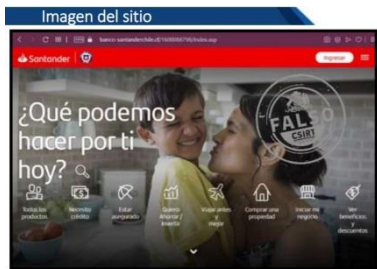 Imagen del sitio
Santander
Ingresar
¿Qué podemos
hacer por ti
hoy?
FALSO
CSIRT
Todos los
productos
Necesito
crédito
Estar
asegurado
Quiero
Ahorrar /
Invertir
Viajar antes
y
mejor
Comprar una
propiedad
Iniciar mi
negocio
Ver
beneficios
y
descuentos